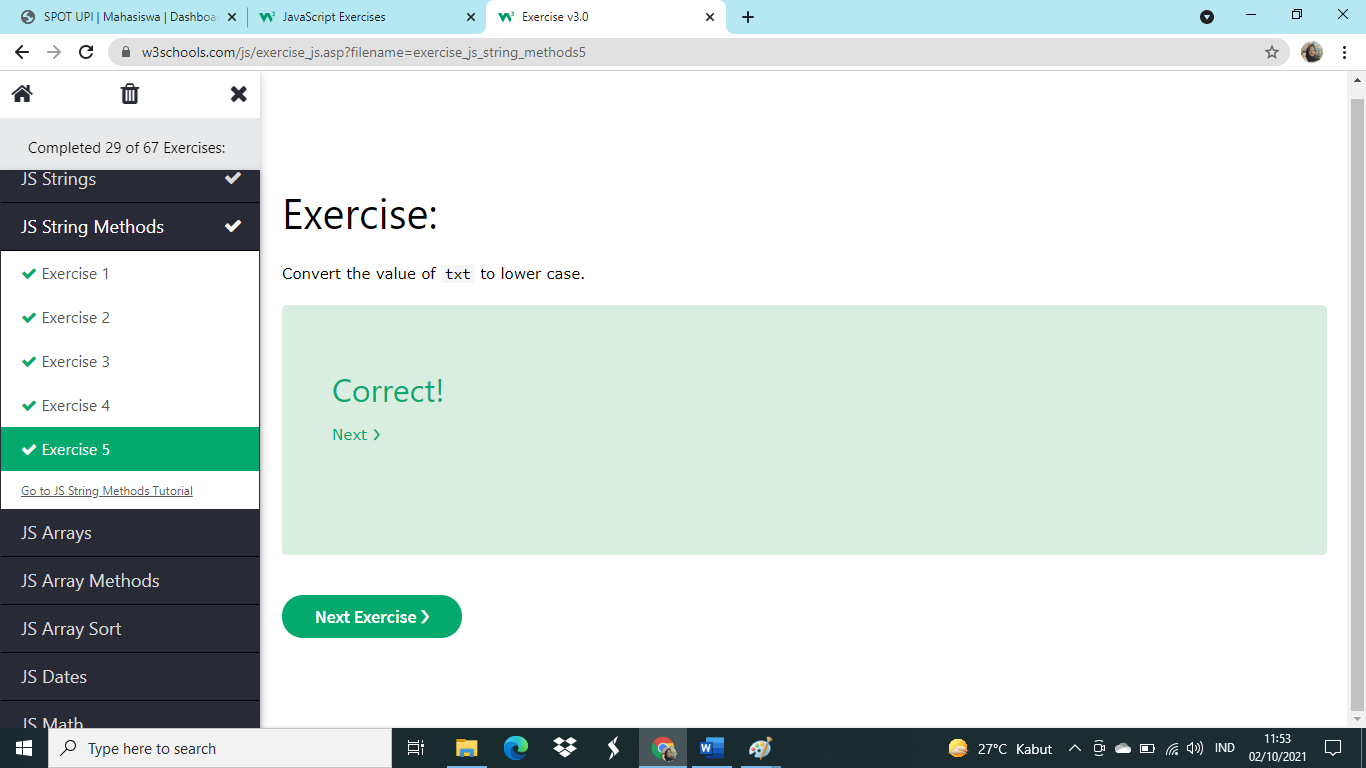 SPOT UPI | Mahasiswa | Dashboa
JavaScript Exercises
Exercise v3.0
w3schools.com/js/exercise_js.asp?filename=exercise_js_string_methods5
Completed 29 of 67 Exercises:
JS Strings
JS String Methods
Exercise 1
Exercise 2
Exercise 3
Exercise 4
Exercise 5
Go to JS String Methods Tutorial
JS Arrays
JS Array Methods
JS Array Sort
JS Dates
JS Math
Exercise:
Convert the value of txt to lower case.
Correct!
Next ❯
Next Exercise ❯
Type here to search
27°C Kabut
IND
11:53
02/10/2021